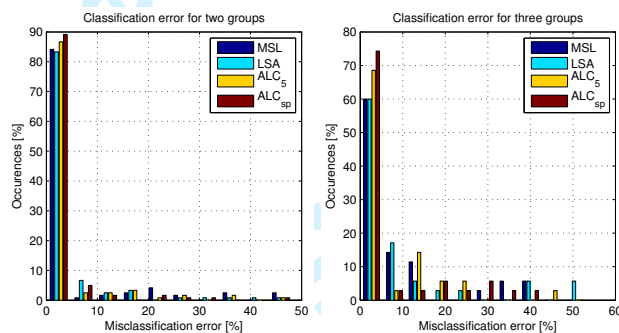 Classification error for two groups
90
80
70
60
50
40
30
20
10
0
Occurences [%]
MSL
LSA
ALC5
ALCsp
0 10 20 30 40 50
Misclassification error [%]
Classification error for three groups
80
70
60
50
40
30
20
10
0
Occurences [%]
MSL
LSA
ALC5
ALCsp
0 10 20 30 40 50 60
Misclassification error [%]